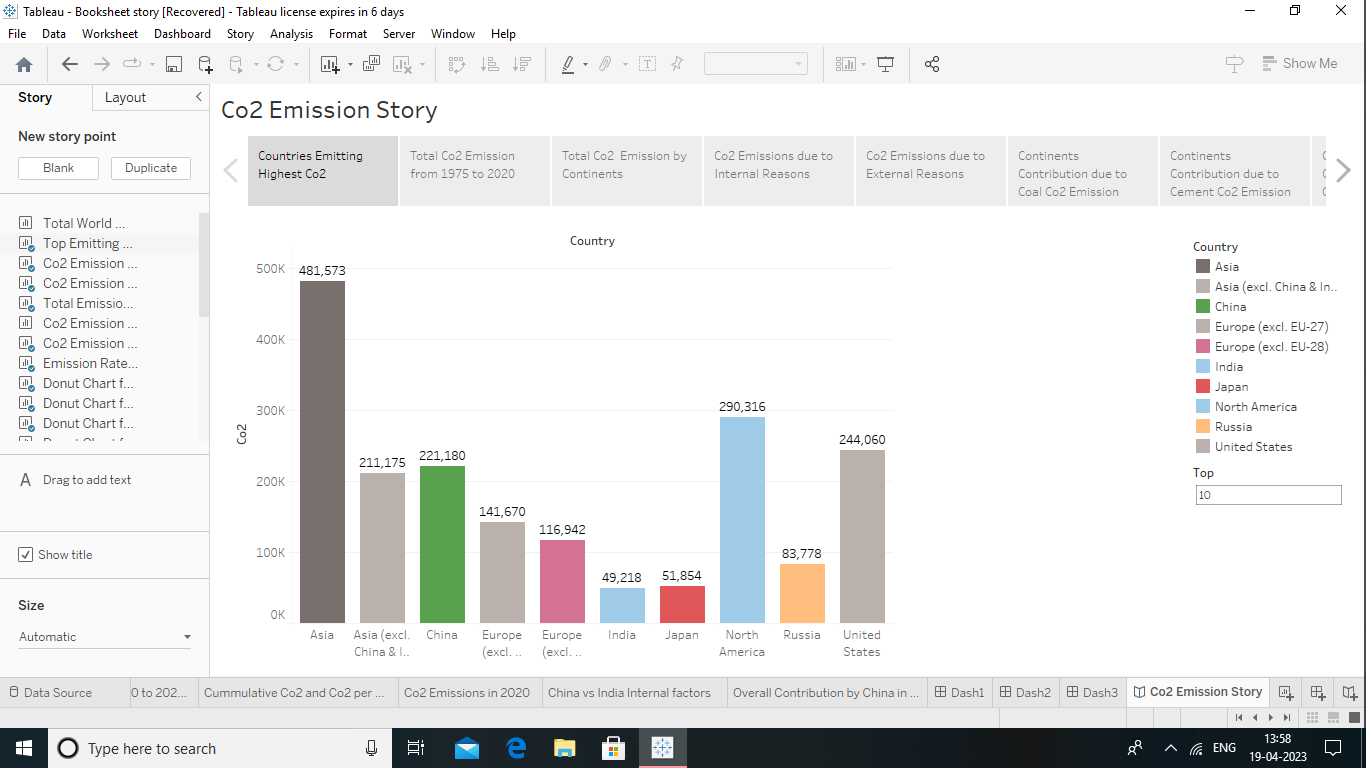 Tableau - Booksheet story [Recovered] - Tableau license expires in 6 days
File Data Worksheet Dashboard Story Analysis Format Server Window Help
Show Me
Story Layout
New story point
Blank Duplicate
Total World ...
Top Emitting ...
Co2 Emission ...
Co2 Emission ...
Total Emissio...
Co2 Emission ...
Co2 Emission ...
Emission Rate...
Donut Chart f...
Donut Chart f...
Donut Chart f...
A Drag to add text
Show title
Size
Automatic
Co2 Emission Story
Countries Emitting
Highest Co2
Total Co2 Emission
from 1975 to 2020
Total Co2 Emission by
Continents
Co2 Emissions due to
Internal Reasons
Co2 Emissions due to
External Reasons
Continents
Contribution due to
Coal Co2 Emission
Continents
Contribution due to
Cement Co2 Emission
Country
Co2
500K
400K
300K
200K
100K
0K
481,573
211,175
221,180
141,670
116,942
49,218
51,854
290,316
83,778
244,060
Asia
Asia (excl.
China & I..
China
Europe
(excl. ..
Europe
(excl. ..
India
Japan
North
America
Russia
United
States
Country
Asia
Asia (excl. China & In..
China
Europe (excl. EU-27)
Europe (excl. EU-28)
India
Japan
North America
Russia
United States
Top
10
Data Source 0 to 202... Cummulative Co2 and Co2 per ... Co2 Emissions in 2020 China vs India Internal factors Overall Contribution by China in ... Dash1 Dash2 Dash3 Co2 Emission Story
Type here to search
ENG
13:58
19-04-2023